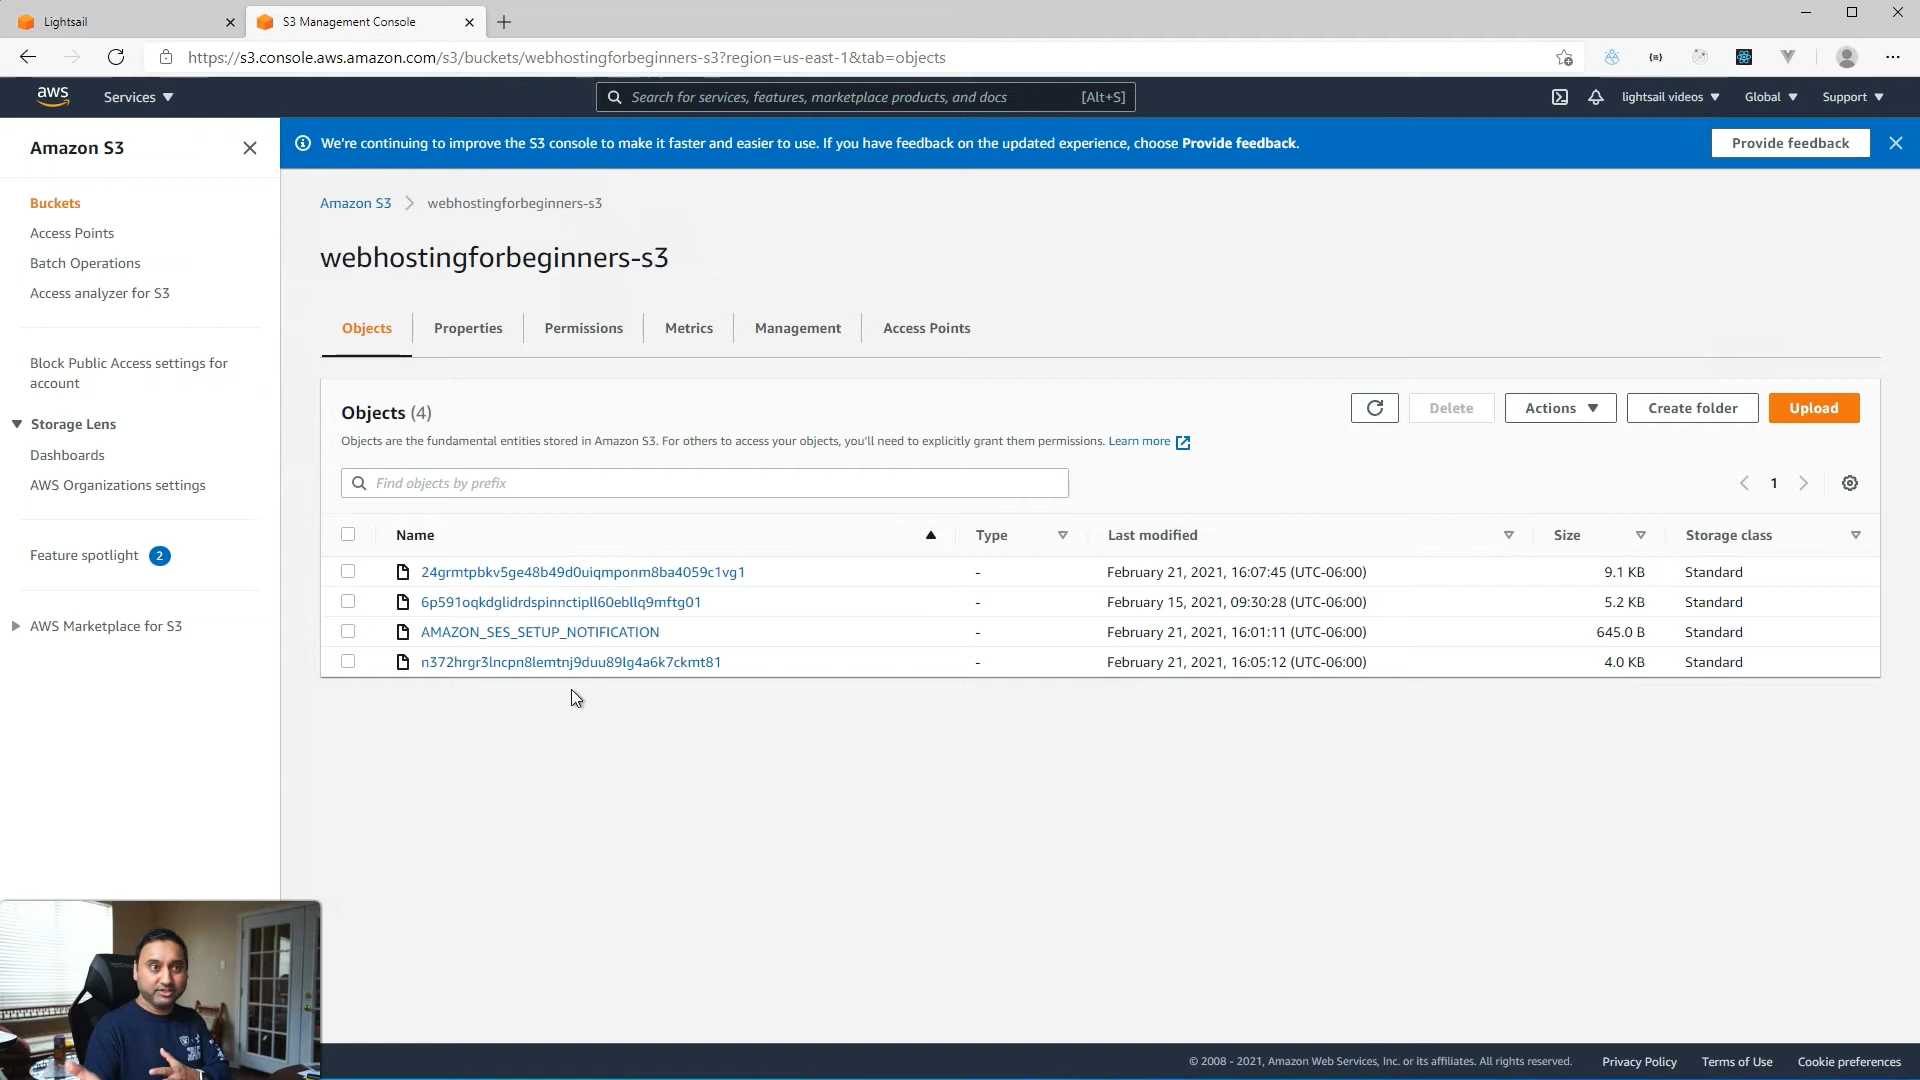 Lightsail
S3 Management Console
https://s3.console.aws.amazon.com/s3/buckets/webhostingforbeginners-s3?region=us-east-1&tab=objects
aws
Services
Search for services, features, marketplace products, and docs
[Alt+S]
lightsail videos
Global
Support
Amazon S3
We're continuing to improve the S3 console to make it faster and easier to use. If you have feedback on the updated experience, choose Provide feedback.
Provide feedback
Buckets
Access Points
Batch Operations
Access analyzer for S3
Block Public Access settings for
account
Storage Lens
Dashboards
AWS Organizations settings
Feature spotlight 2
AWS Marketplace for S3
Amazon S3 webhostingforbeginners-s3
webhostingforbeginners-s3
Objects Properties Permissions Metrics Management Access Points
Objects (4)
Delete Actions Create folder Upload
Objects are the fundamental entities stored in Amazon S3. For others to access your objects, you'll need to explicitly grant them permissions. Learn more
Find objects by prefix
1
Name Type Last modified Size Storage class
24grmtpbkv5ge48b49d0uiqmponm8ba4059c1vg1 - February 21, 2021, 16:07:45 (UTC-06:00) 9.1 KB Standard
6p591oqkdglidrdspinnctipll60ebllq9mftg01 - February 15, 2021, 09:30:28 (UTC-06:00) 5.2 KB Standard
AMAZON_SES_SETUP_NOTIFICATION - February 21, 2021, 16:01:11 (UTC-06:00) 645.0 B Standard
n372hrgr3lncpn8lemtnj9duu89lg4a6k7ckmt81 - February 21, 2021, 16:05:12 (UTC-06:00) 4.0 KB Standard
© 2008 - 2021, Amazon Web Services, Inc. or its affiliates. All rights reserved. Privacy Policy Terms of Use Cookie preferences